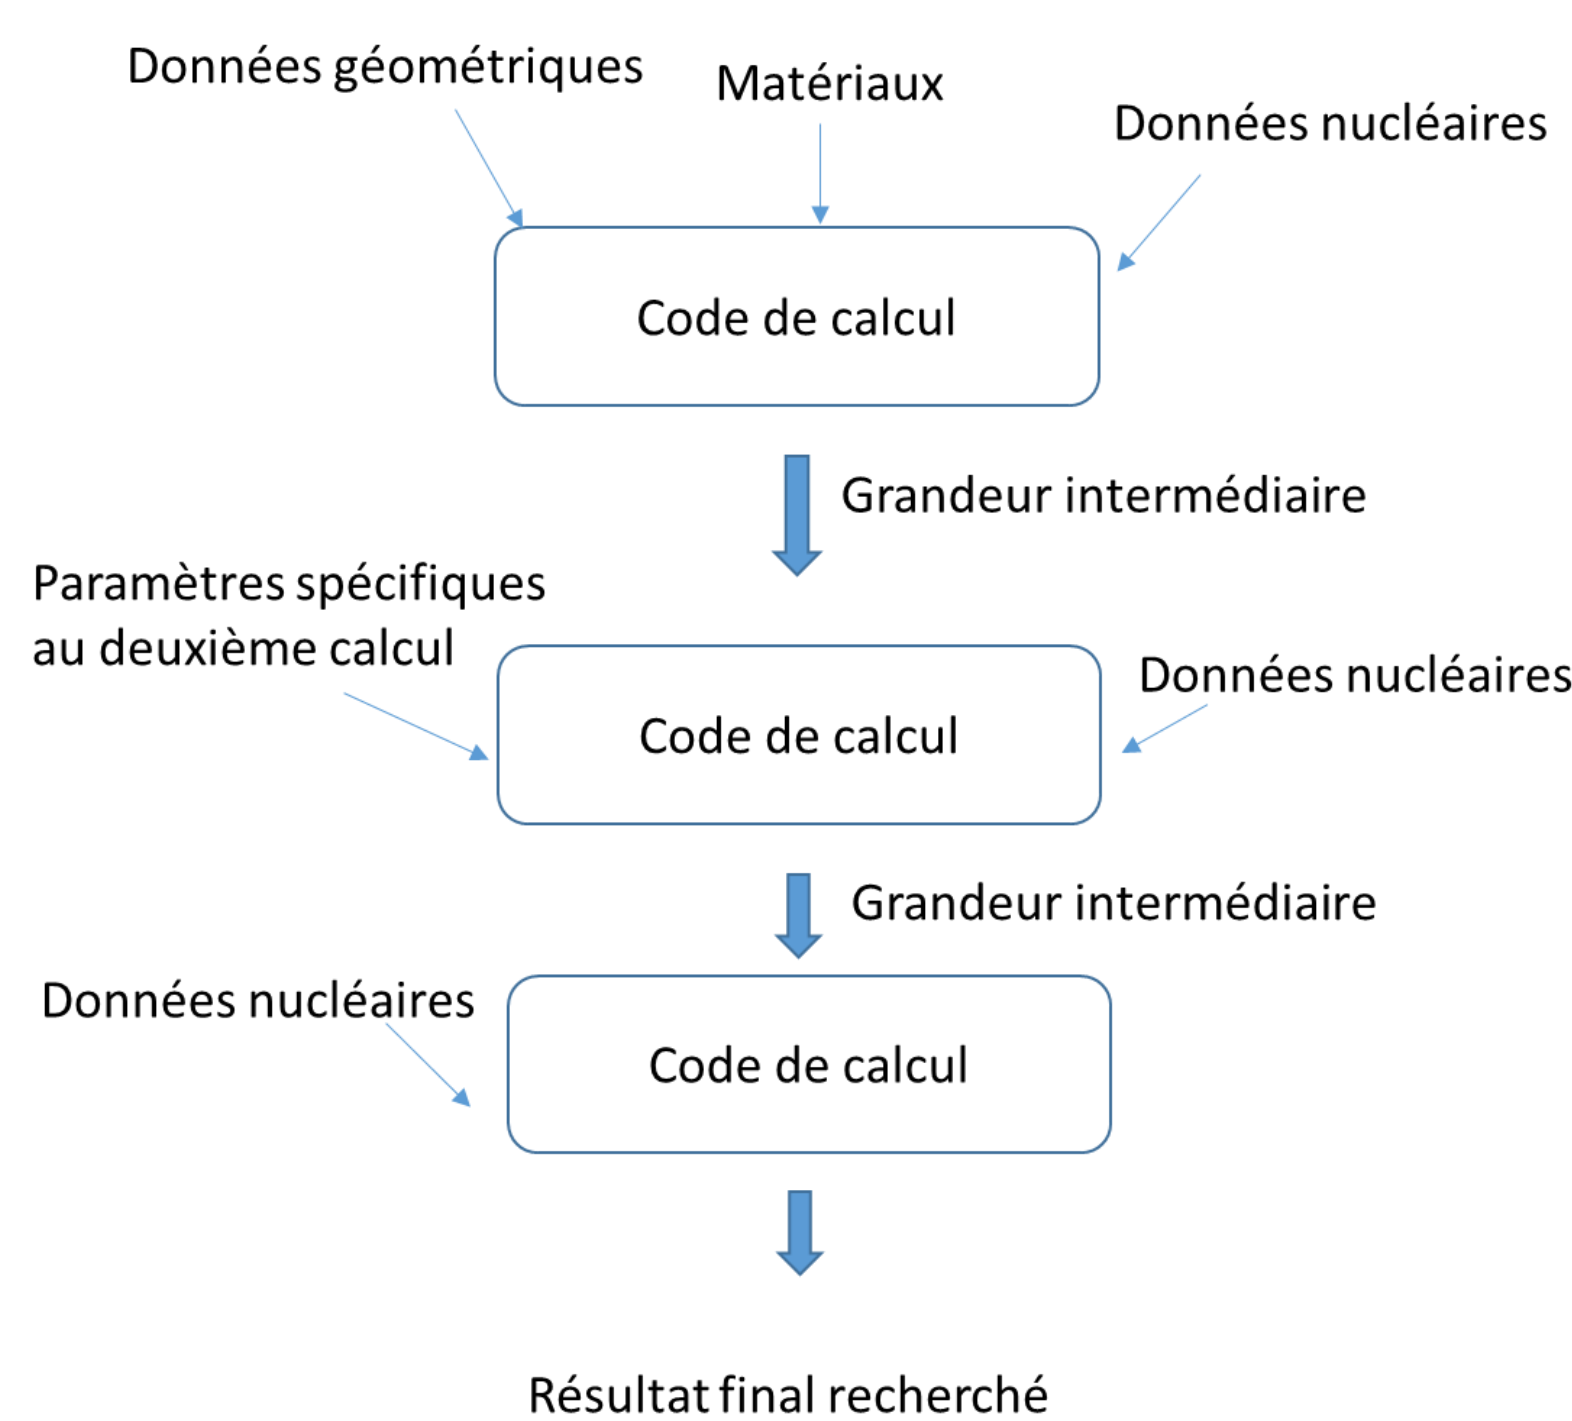 Données géométriques
Matériaux
Données nucléaires
Code de calcul
Grandeur intermédiaire
Paramètres spécifiques
au deuxième calcul
Données nucléaires
Code de calcul
Grandeur intermédiaire
Données nucléaires
Code de calcul
Résultat final recherché